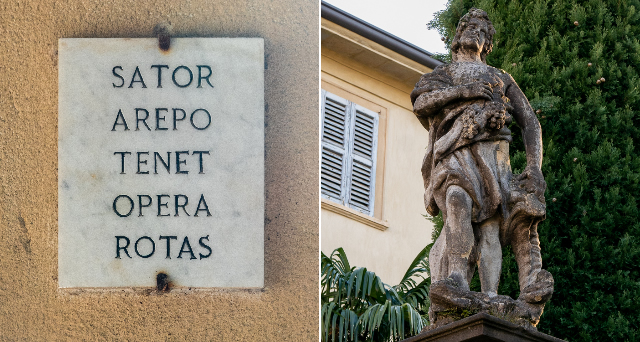 SATOR
AREPO
TENET
OPERA
ROTAS